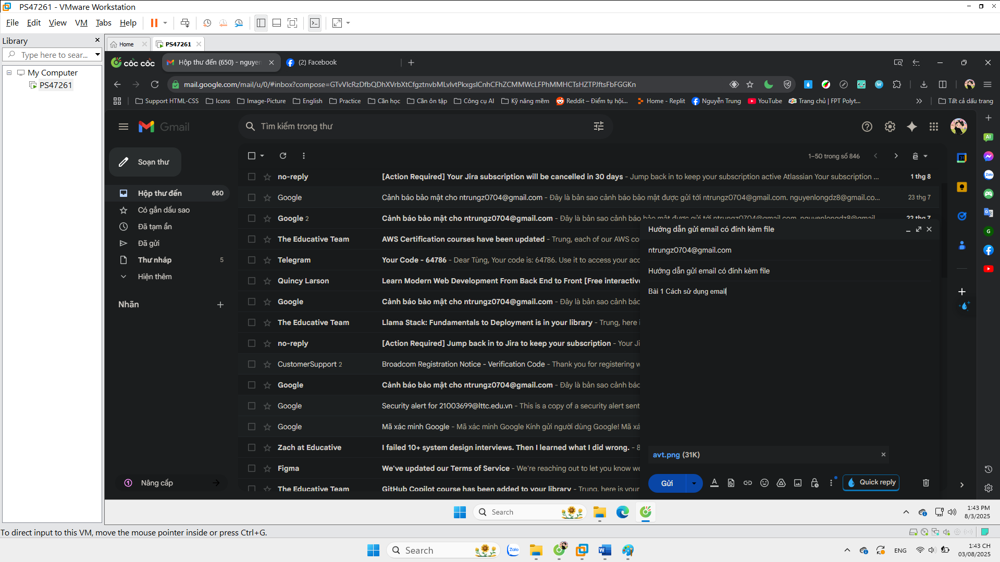 PS47261 - VMware Workstation
File Edit View VM Tabs Help
Library
Type here to sear...
My Computer
PS47261
Home
PS47261
cốc cốc
Hộp thư đến (650) - nguyen
(2) Facebook
mail.google.com/mail/u/0/#inbox?compose=GTvVlcRzDfbQDhXVrbXtCfgztnvbMLvlvtPkxgslCnhCFhZCMMWcLFPhMMHCTsHZTPJftsFbFGGKn
Support HTML-CSS Icons Image-Picture English Practice Cần học Cần ôn tập Công cụ AI Kỹ năng mềm Reddit – Điểm tụ hội... Home - Replit Nguyễn Trung YouTube Trang chủ | FPT Polyt... Tất cả dấu trang
Gmail
Tìm kiếm trong thư
Soạn thư
Hộp thư đến 650
Có gắn dấu sao
Đã tạm ẩn
Đã gửi
Thư nháp 5
Hiện thêm
Nhãn
Nâng cấp
1–50 trong số 846
no-reply [Action Required] Your Jira subscription will be cancelled in 30 days - Jump back in to keep your subscription active Atlassian Your subscription ... 1 thg 8
Google Cảnh báo bảo mật cho ntrungz0704@gmail.com - Đây là bản sao cảnh báo bảo mật được gửi tới ntrungz0704@gmail.com. nguyenlongdz8@gmail.co... 23 thg 7
Google 2 Cảnh báo bảo mật cho ntrungz0704@gmail.com - Đây là bản sao cảnh báo bảo mật được gửi tới ntrungz0704@gmail.com. nguyenlongdz8@gmail 22 thg 7
The Educative Team AWS Certification courses have been updated - Trung, each of our AWS co
Telegram Your Code - 64786 - Dear Tùng, Your code is: 64786. Use it to access your acc
Quincy Larson Learn Modern Web Development From Back End to Front [Free interactive
Google Cảnh báo bảo mật cho ntrungz0704@gmail.com - Đây là bản sao cảnh báo
The Educative Team Llama Stack: Fundamentals to Deployment is in your library - Trung, here i
no-reply [Action Required] Jump back in to Jira to keep your subscription - Your Ji
CustomerSupport 2 Broadcom Registration Notice - Verification Code - Thank you for registering w
Google Cảnh báo bảo mật cho ntrungz0704@gmail.com - Đây là bản sao cảnh báo
Google Security alert for 21003699@lttc.edu.vn - This is a copy of a security alert sent
Google Mã xác minh Google - Mã xác minh Google Kính gửi người dùng Google! Mã xá
Zach at Educative I failed 10+ system design interviews. Then I learned what I did wrong. - 8
Figma We've updated our Terms of Service - We're reaching out to let you know we
The Educative Team GitHub Copilot course has been added to your library - Trung, here is your
Hướng dẫn gửi email có đính kèm file
ntrungz0704@gmail.com
Hướng dẫn gửi email có đính kèm file
Bài 1 Cách sử dụng email
avt.png (31K)
Gửi
Quick reply
Search
1:43 PM
8/3/2025
To direct input to this VM, move the mouse pointer inside or press Ctrl+G.
Search
Zalo
ENG
1:43 CH
03/08/2025